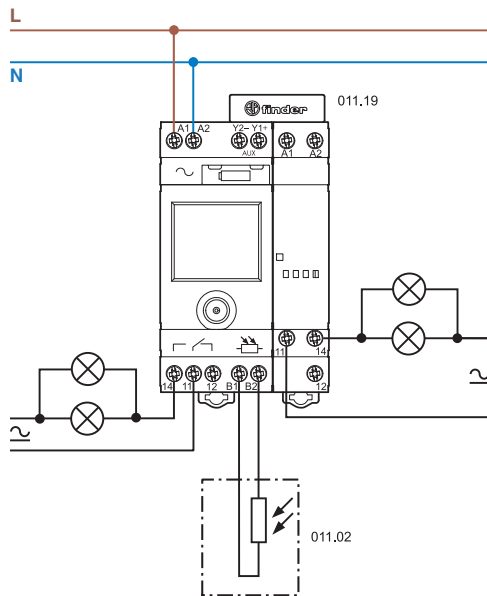 L
N
finder
011.19
A1 A2 Y2– Y1+ A1 A2
AUX
11 14
14 11 12 B1 B2 12
011.02